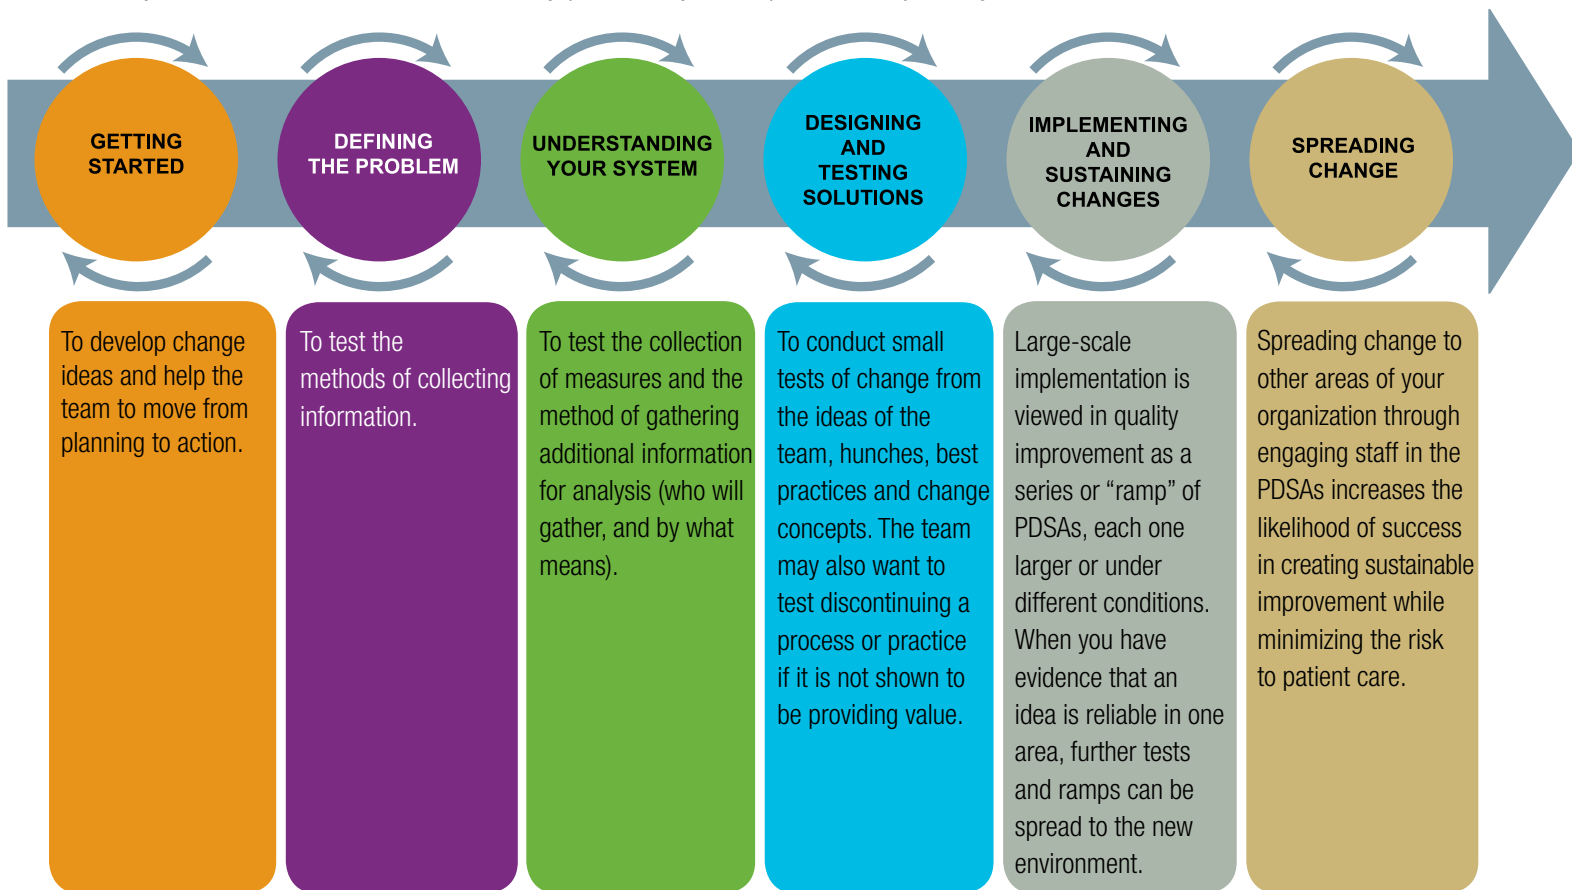 GETTING
STARTED
DEFINING
THE PROBLEM
UNDERSTANDING
YOUR SYSTEM
DESIGNING
AND
TESTING
SOLUTIONS
IMPLEMENTING
AND
SUSTAINING
CHANGES
SPREADING
CHANGE
To develop change
ideas and help the
team to move from
planning to action.
To test the
methods of collecting
information.
To test the collection
of measures and the
method of gathering
additional information
for analysis (who will
gather, and by what
means).
To conduct small
tests of change from
the ideas of the
team, hunches, best
practices and change
concepts. The team
may also want to
test discontinuing a
process or practice
if it is not shown to
be providing value.
Large-scale
implementation is
viewed in quality
improvement as a
series or “ramp” of
PDSAs, each one
larger or under
different conditions.
When you have
evidence that an
idea is reliable in one
area, further tests
and ramps can be
spread to the new
environment.
Spreading change to
other areas of your
organization through
engaging staff in the
PDSAs increases the
likelihood of success
in creating sustainable
improvement while
minimizing the risk
to patient care.